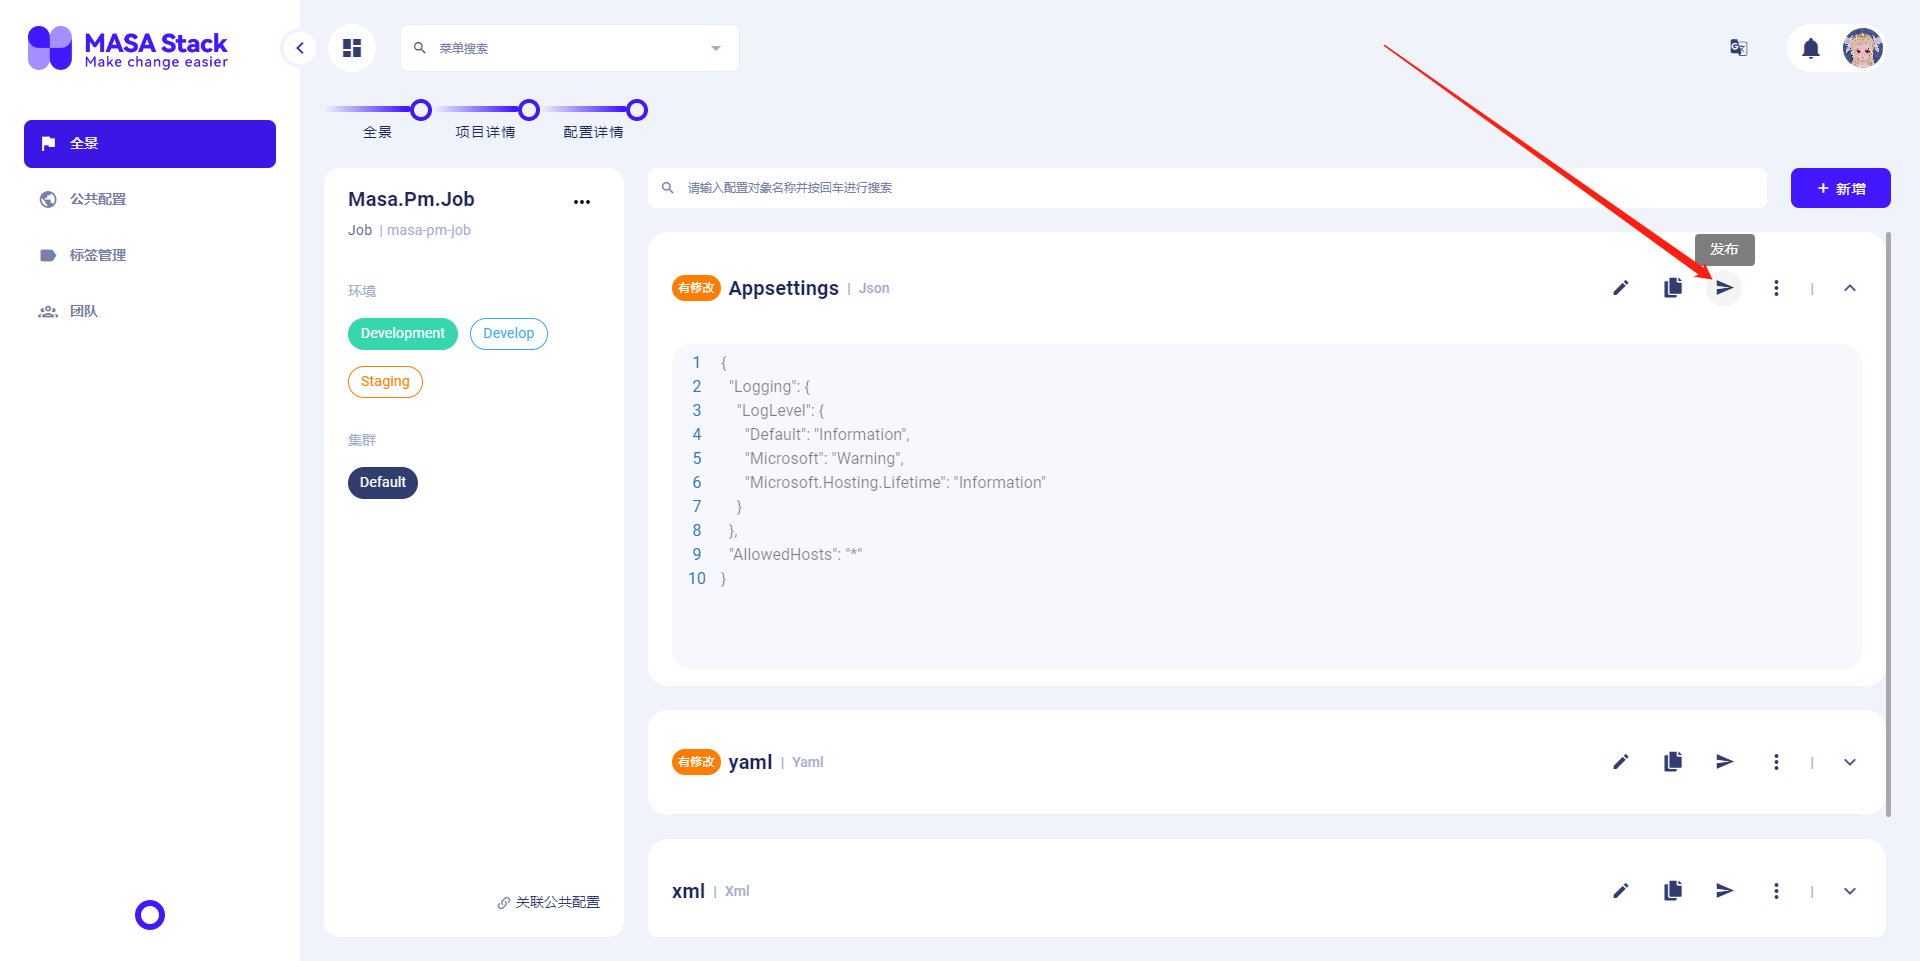 MASA Stack
Make change easier
全景
公共配置
标签管理
团队
菜单搜索
全景
项目详情
配置详情
Masa.Pm.Job
Job | masa-pm-job
环境
Development
Develop
Staging
集群
Default
关联公共配置
请输入配置对象名称并按回车进行搜索
+ 新增
发布
有修改 Appsettings | Json
1 {
2 "Logging": {
3 "LogLevel": {
4 "Default": "Information",
5 "Microsoft": "Warning",
6 "Microsoft.Hosting.Lifetime": "Information"
7 }
8 },
9 "AllowedHosts": "*"
10 }
有修改 yaml | Yaml
xml | Xml